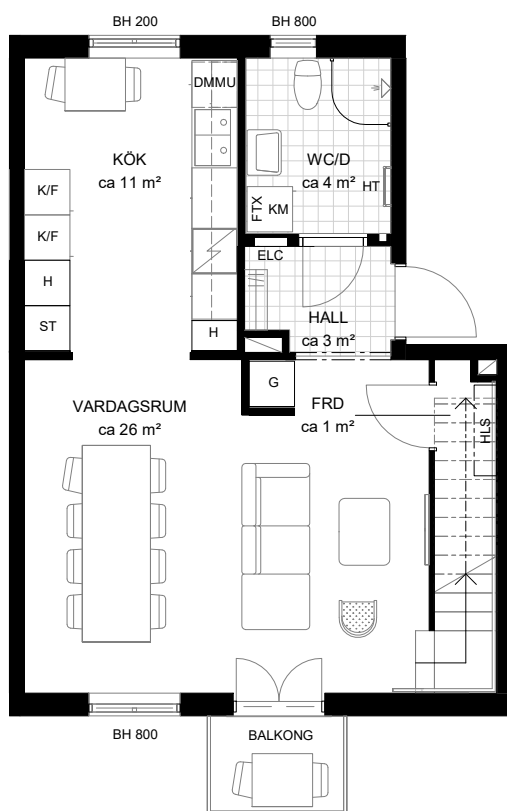 BH 200
BH 800
DMMU
KÖK
ca 11 m²
WC/D
ca 4 m²
HT
K/F
K/F
FTX
KM
ELC
H
ST
H
HALL
ca 3 m²
G
FRD
ca 1 m²
VARDAGSRUM
ca 26 m²
HLS
BH 800
BALKONG